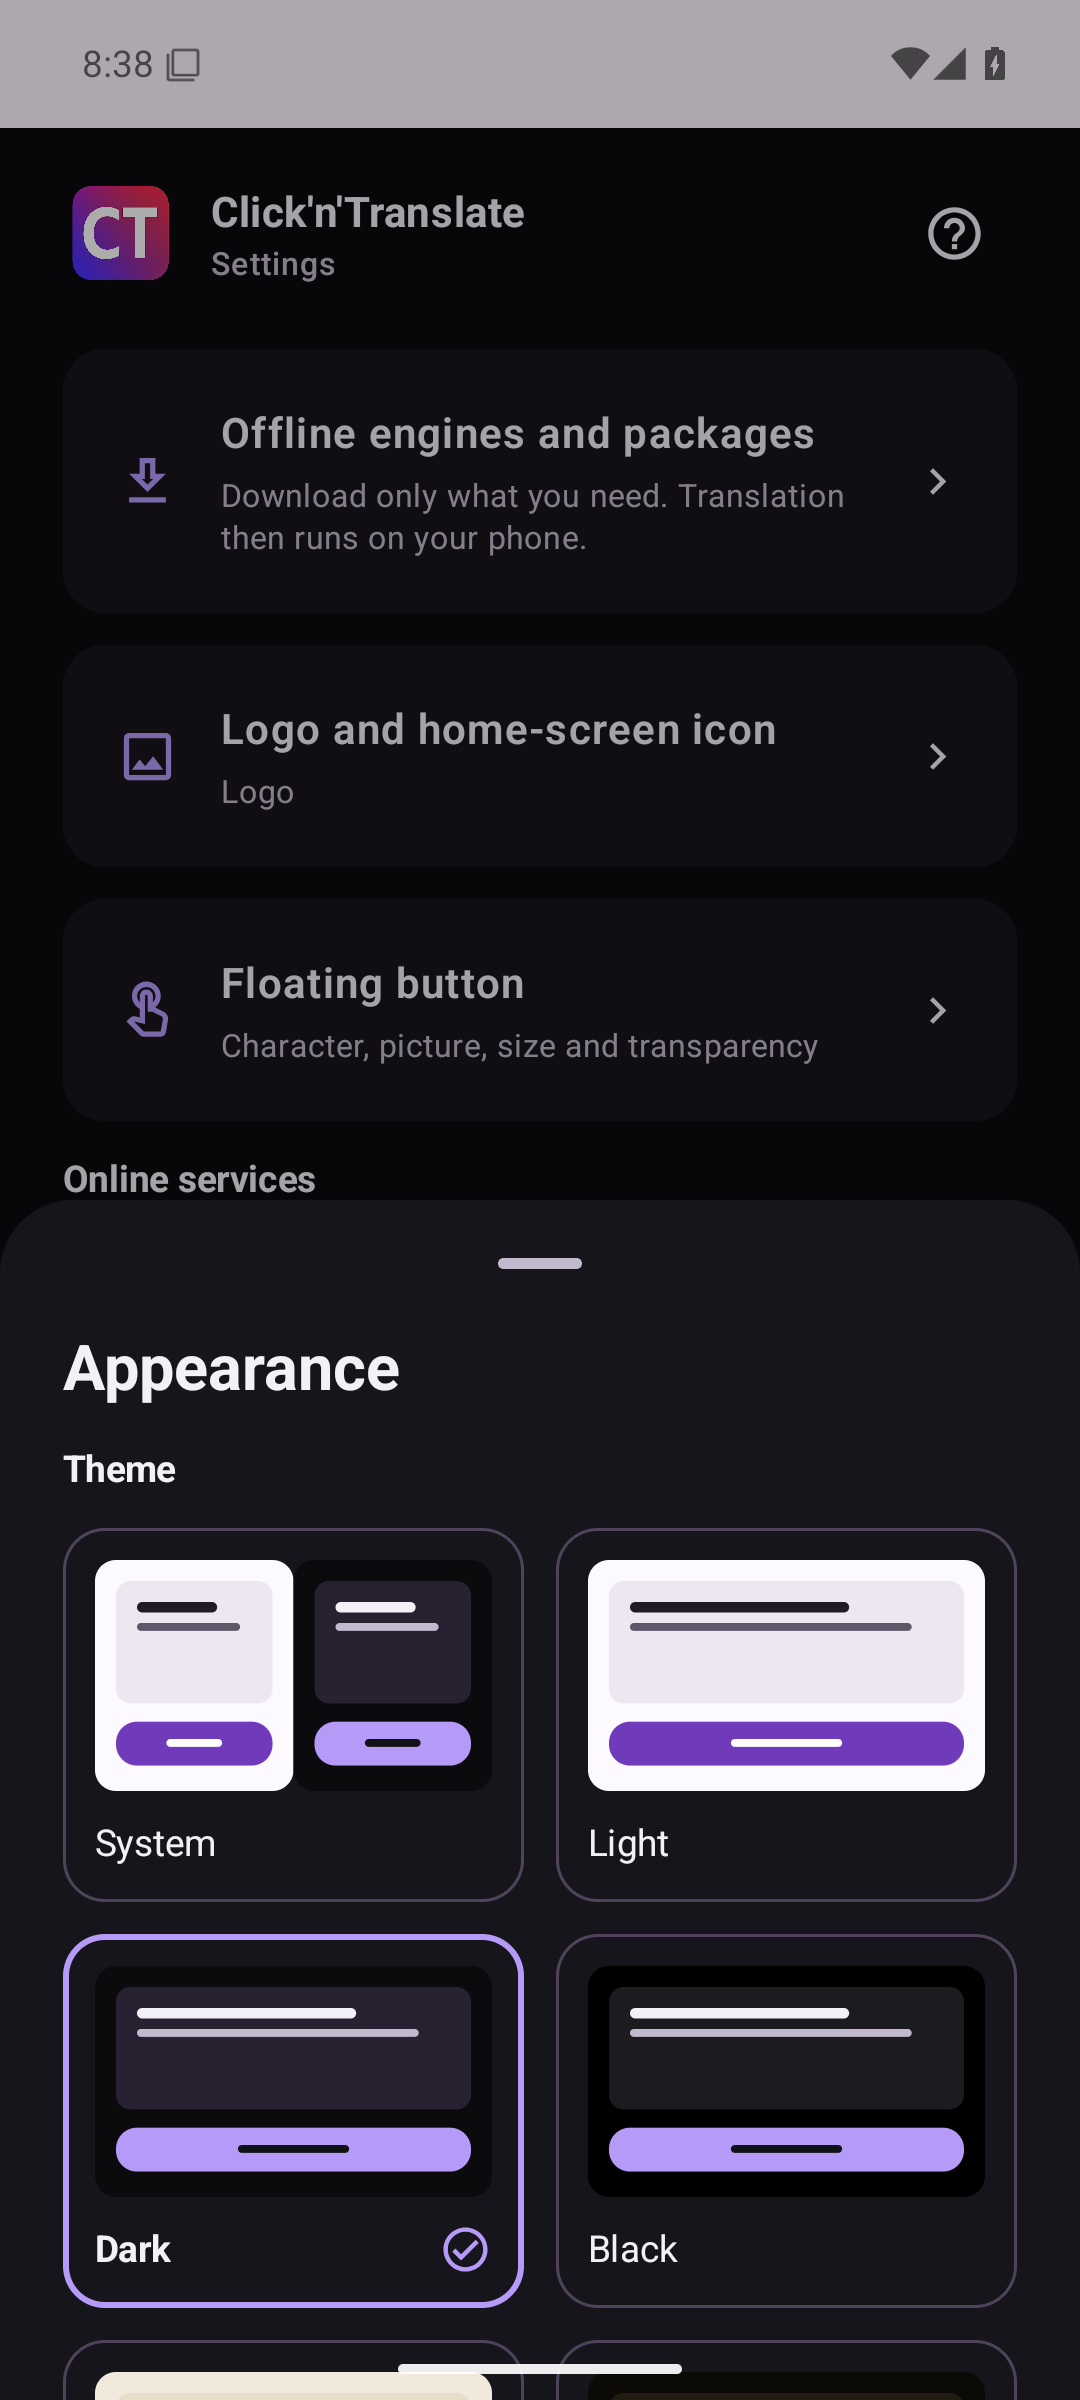 8:38
CT
Click'n'Translate
Settings
Offline engines and packages
Download only what you need. Translation
then runs on your phone.
Logo and home-screen icon
Logo
Floating button
Character, picture, size and transparency
Online services
Appearance
Theme
System
Light
Dark
Black